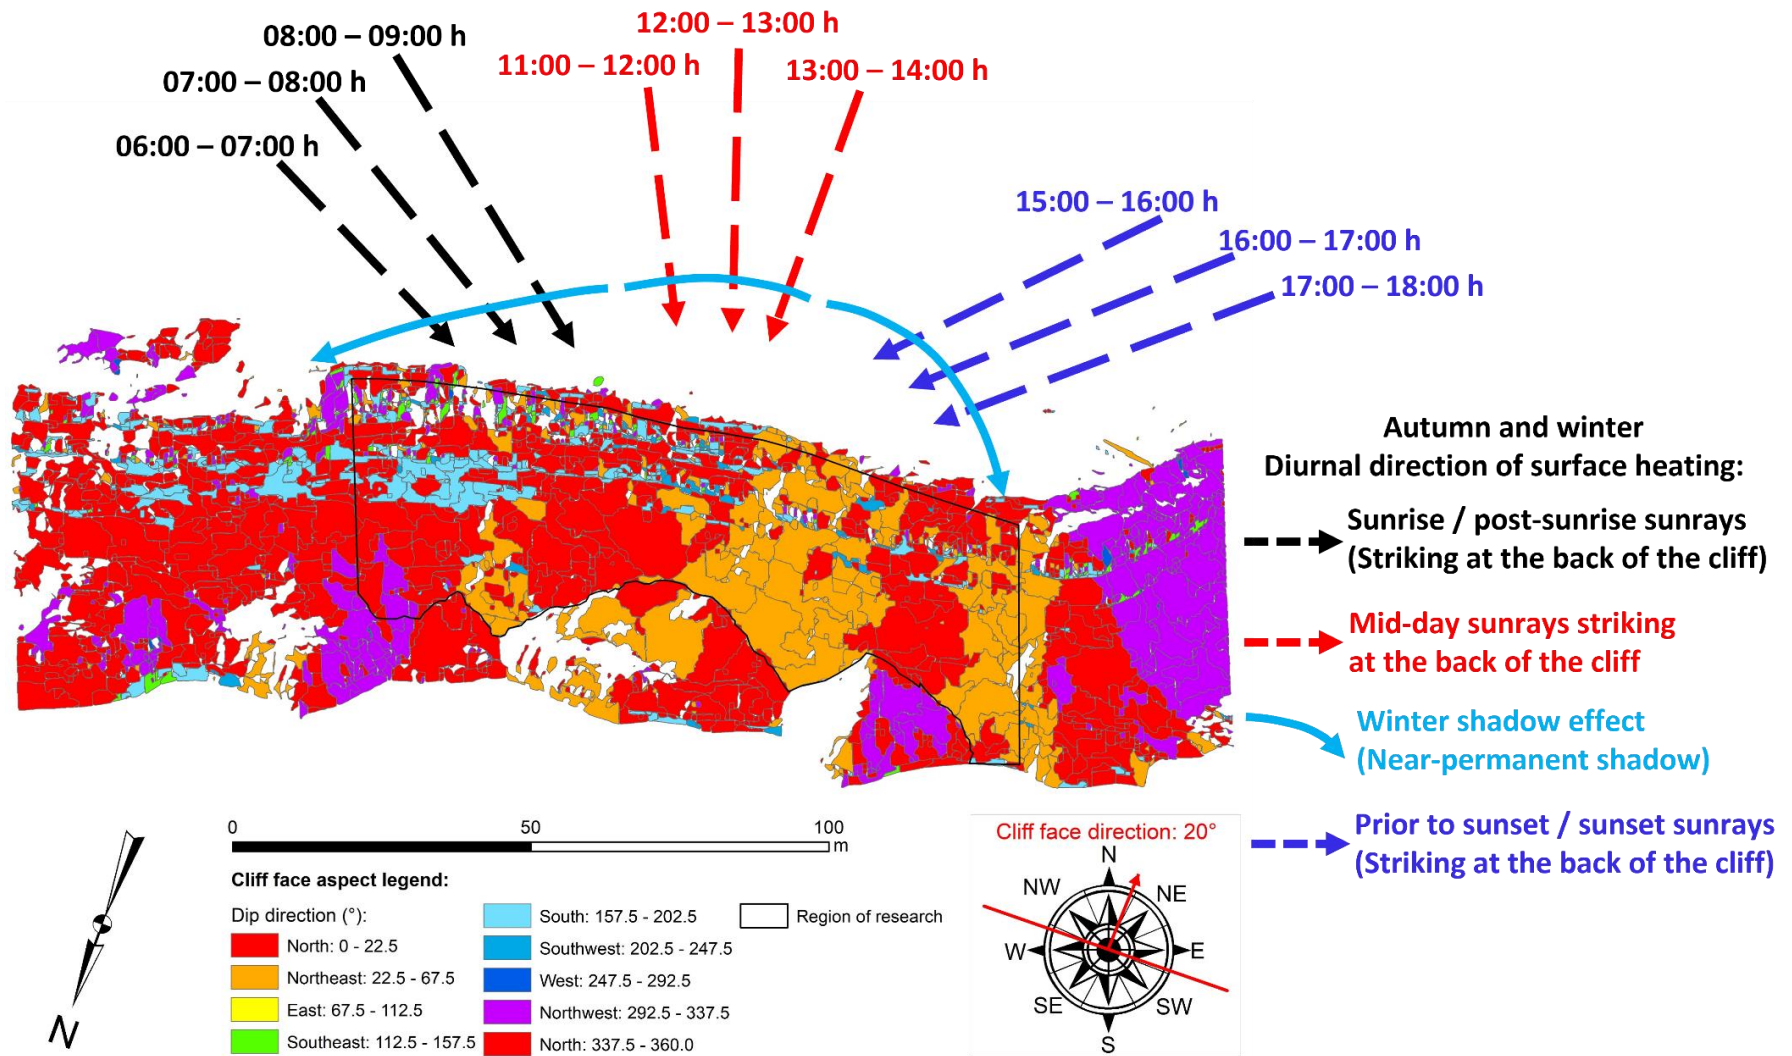 12:00 – 13:00 h
08:00 – 09:00 h
11:00 – 12:00 h
13:00 – 14:00 h
07:00 – 08:00 h
06:00 – 07:00 h
15:00 – 16:00 h
16:00 – 17:00 h
17:00 – 18:00 h
Autumn and winter
Diurnal direction of surface heating:
Sunrise / post-sunrise sunrays
(Striking at the back of the cliff)
Mid-day sunrays striking
at the back of the cliff
Winter shadow effect
(Near-permanent shadow)
Prior to sunset / sunset sunrays
(Striking at the back of the cliff)
N
0 50 100
m
Cliff face aspect legend:
Dip direction (°):
North: 0 - 22.5
Northeast: 22.5 - 67.5
East: 67.5 - 112.5
Southeast: 112.5 - 157.5
South: 157.5 - 202.5
Southwest: 202.5 - 247.5
West: 247.5 - 292.5
Northwest: 292.5 - 337.5
North: 337.5 - 360.0
Region of research
Cliff face direction: 20°
N
NW NE
W E
SE SW
S